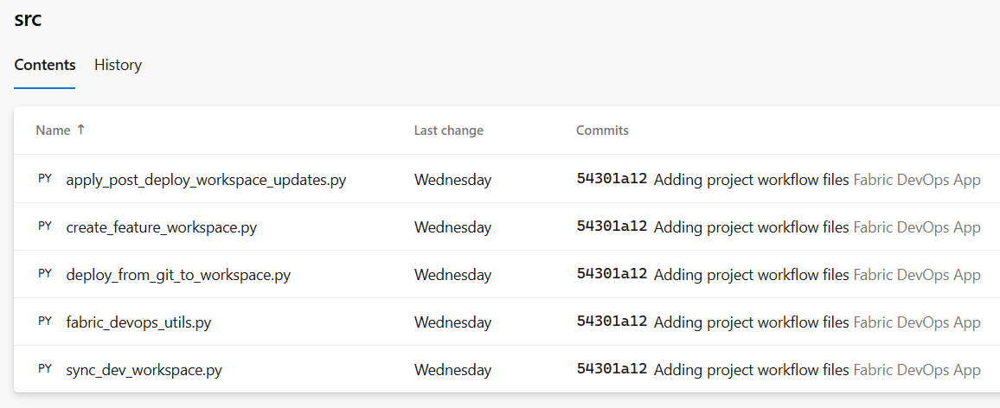 src
Contents History
Name ↑ Last change Commits
PY apply_post_deploy_workspace_updates.py Wednesday 54301a12 Adding project workflow files Fabric DevOps App
PY create_feature_workspace.py Wednesday 54301a12 Adding project workflow files Fabric DevOps App
PY deploy_from_git_to_workspace.py Wednesday 54301a12 Adding project workflow files Fabric DevOps App
PY fabric_devops_utils.py Wednesday 54301a12 Adding project workflow files Fabric DevOps App
PY sync_dev_workspace.py Wednesday 54301a12 Adding project workflow files Fabric DevOps App